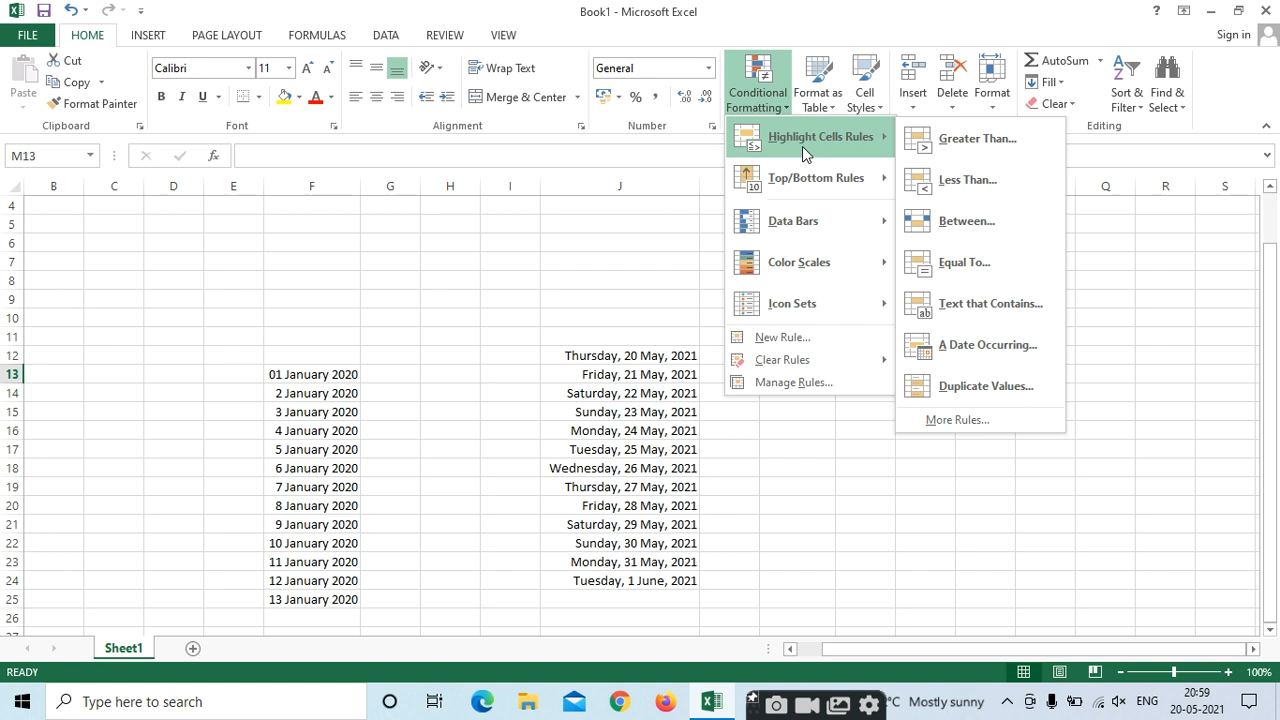 Book1 - Microsoft Excel
FILE HOME INSERT PAGE LAYOUT FORMULAS DATA REVIEW VIEW Sign in
Paste Cut Copy Format Painter Clipboard
Calibri 11 B I U A Font
Wrap Text Merge & Center Alignment
General % Number
Conditional Formatting Format as Table Cell Styles
Insert Delete Format
AutoSum Fill Clear Sort & Filter Find & Select Editing
M13 fx
Highlight Cells Rules
Top/Bottom Rules
Data Bars
Color Scales
Icon Sets
New Rule...
Clear Rules
Manage Rules...
Greater Than...
Less Than...
Between...
Equal To...
Text that Contains...
A Date Occurring...
Duplicate Values...
More Rules...
B C D E F G H I J Q R S
4
5
6
7
8
9
10
11
12 Thursday, 20 May, 2021
13 01 January 2020 Friday, 21 May, 2021
14 2 January 2020 Saturday, 22 May, 2021
15 3 January 2020 Sunday, 23 May, 2021
16 4 January 2020 Monday, 24 May, 2021
17 5 January 2020 Tuesday, 25 May, 2021
18 6 January 2020 Wednesday, 26 May, 2021
19 7 January 2020 Thursday, 27 May, 2021
20 8 January 2020 Friday, 28 May, 2021
21 9 January 2020 Saturday, 29 May, 2021
22 10 January 2020 Sunday, 30 May, 2021
23 11 January 2020 Monday, 31 May, 2021
24 12 January 2020 Tuesday, 1 June, 2021
25 13 January 2020
26
Sheet1
READY 100%
Type here to search °C Mostly sunny ENG 20:59
20-05-2021